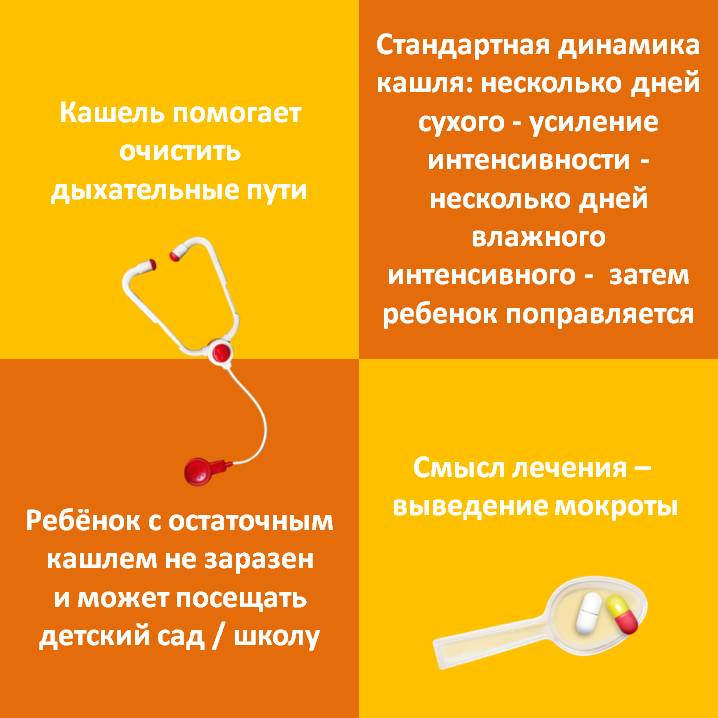 Кашель помогает
очистить
дыхательные пути
Стандартная динамика
кашля: несколько дней
сухого - усиление
интенсивности -
несколько дней
влажного
интенсивного -  затем
ребенок поправляется
Ребёнок с остаточным
кашлем не заразен
и может посещать
детский сад / школу
Смысл лечения –
выведение мокроты